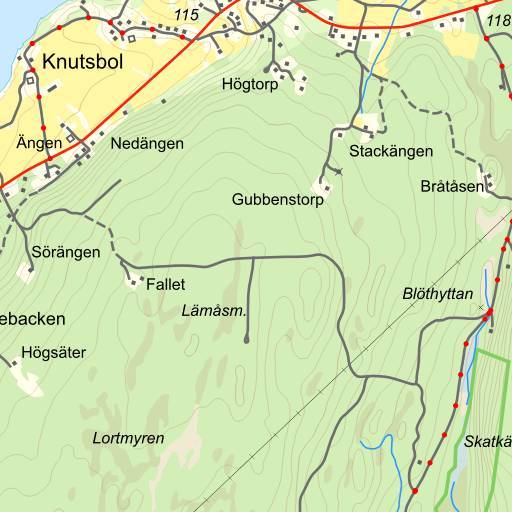 115
118
Knutsbol
Högtorp
Ängen
Nedängen
Stackängen
Bråtåsen
Gubbenstorp
Sörängen
Fallet
Blöthyttan
Lämåsm.
ebacken
Högsäter
Lortmyren
Skatkä